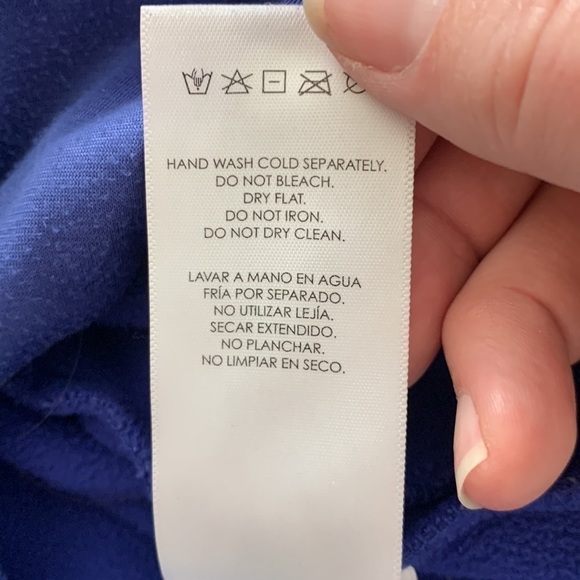 HAND WASH COLD SEPARATELY.
DO NOT BLEACH.
DRY FLAT.
DO NOT IRON.
DO NOT DRY CLEAN.
LAVAR A MANO EN AGUA
FRÍA POR SEPARADO.
NO UTILIZAR LEJÍA.
SECAR EXTENDIDO.
NO PLANCHAR.
NO LIMPIAR EN SECO.